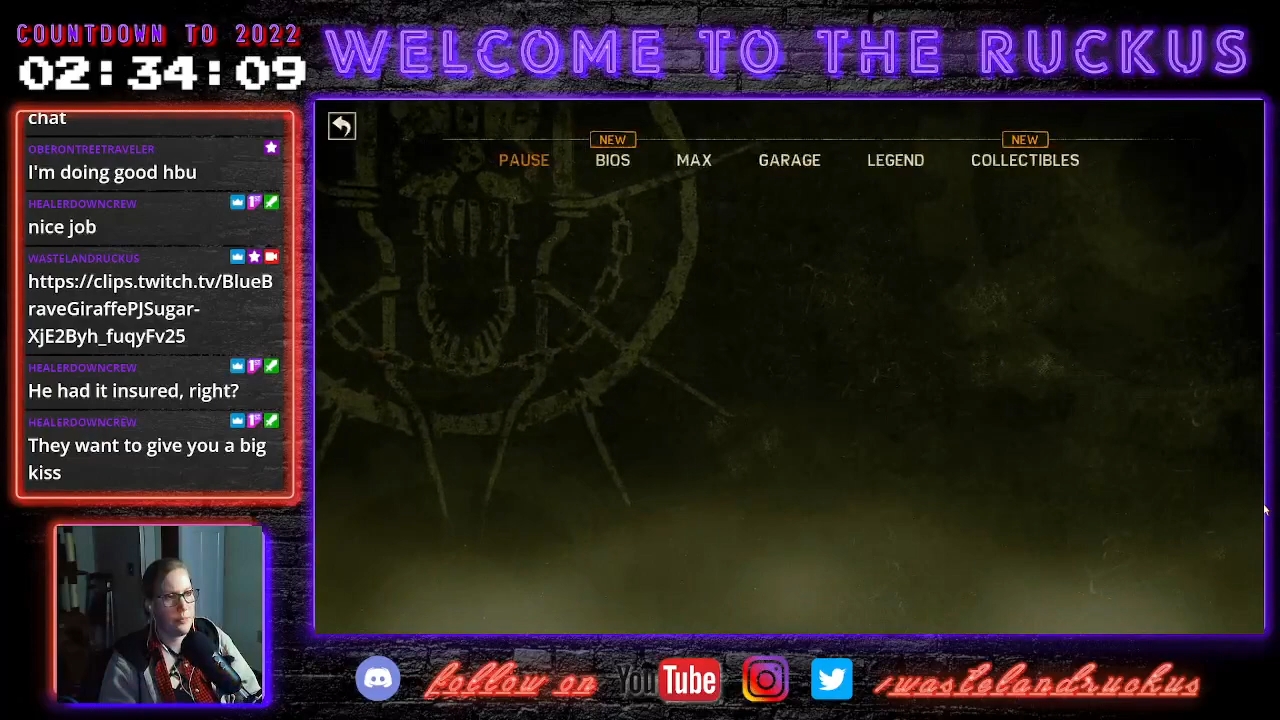 COUNTDOWN TO 2022
02:34:09
WELCOME TO THE RUCKUS
chat
OBERONTREETRAVELER
I'm doing good hbu
HEALERDOWNCREW
nice job
WASTELANDRUCKUS
https://clips.twitch.tv/BlueB
raveGiraffePJSugar-
XjE2Byh_fuqyFv25
HEALERDOWNCREW
He had it insured, right?
HEALERDOWNCREW
They want to give you a big
kiss
NEW NEW
PAUSE BIOS MAX GARAGE LEGEND COLLECTIBLES
follow on YouTube /wastelandruckus